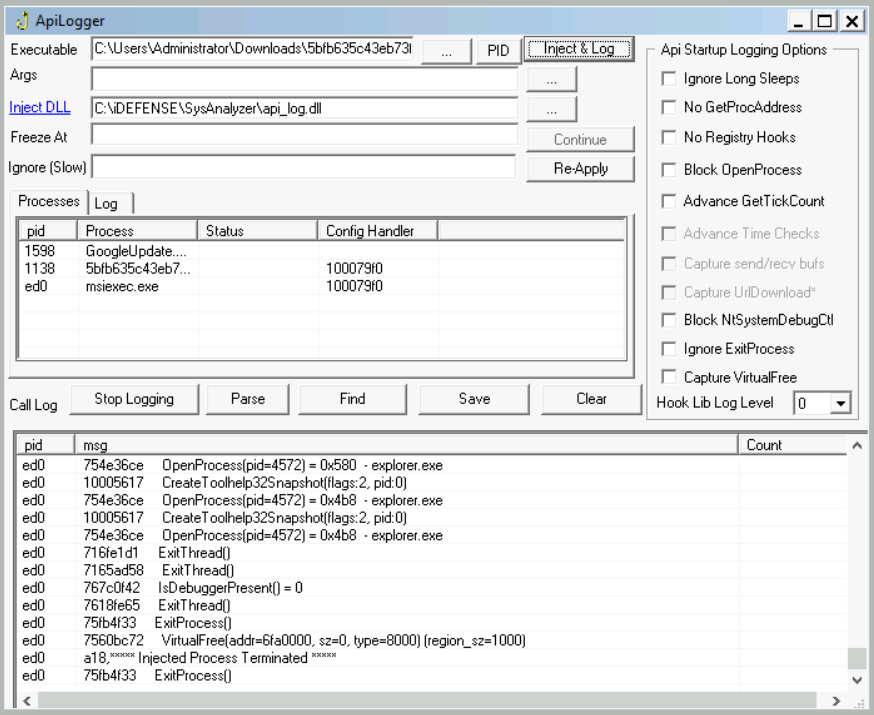 ApiLogger
Executable C:\Users\Administrator\Downloads\5bfb635c43eb73f ... PID Inject & Log
Args ...
Inject DLL C:\iDEFENSE\SysAnalyzer\api_log.dll ...
Freeze At Continue
Ignore (Slow) Re-Apply
Api Startup Logging Options
Ignore Long Sleeps
No GetProcAddress
No Registry Hooks
Block OpenProcess
Advance GetTickCount
Advance Time Checks
Capture send/recv bufs
Capture UrlDownload*
Block NtSystemDebugCtl
Ignore ExitProcess
Capture VirtualFree
Hook Lib Log Level 0
Processes Log
pid Process Status Config Handler
1598 GoogleUpdate....
1138 5bfb635c43eb7... 100079f0
ed0 msiexec.exe 100079f0
Call Log Stop Logging Parse Find Save Clear
pid msg Count
ed0 754e36ce OpenProcess(pid=4572) = 0x580 - explorer.exe
ed0 10005617 CreateToolhelp32Snapshot(flags:2, pid:0)
ed0 754e36ce OpenProcess(pid=4572) = 0x4b8 - explorer.exe
ed0 10005617 CreateToolhelp32Snapshot(flags:2, pid:0)
ed0 754e36ce OpenProcess(pid=4572) = 0x4b8 - explorer.exe
ed0 716fe1d1 ExitThread()
ed0 7165ad58 ExitThread()
ed0 767c0f42 IsDebuggerPresent() = 0
ed0 7618fe65 ExitThread()
ed0 75fb4f33 ExitProcess()
ed0 7560bc72 VirtualFree(addr=6fa0000, sz=0, type=8000) (region_sz=1000)
ed0 a18,***** Injected Process Terminated *****
ed0 75fb4f33 ExitProcess()